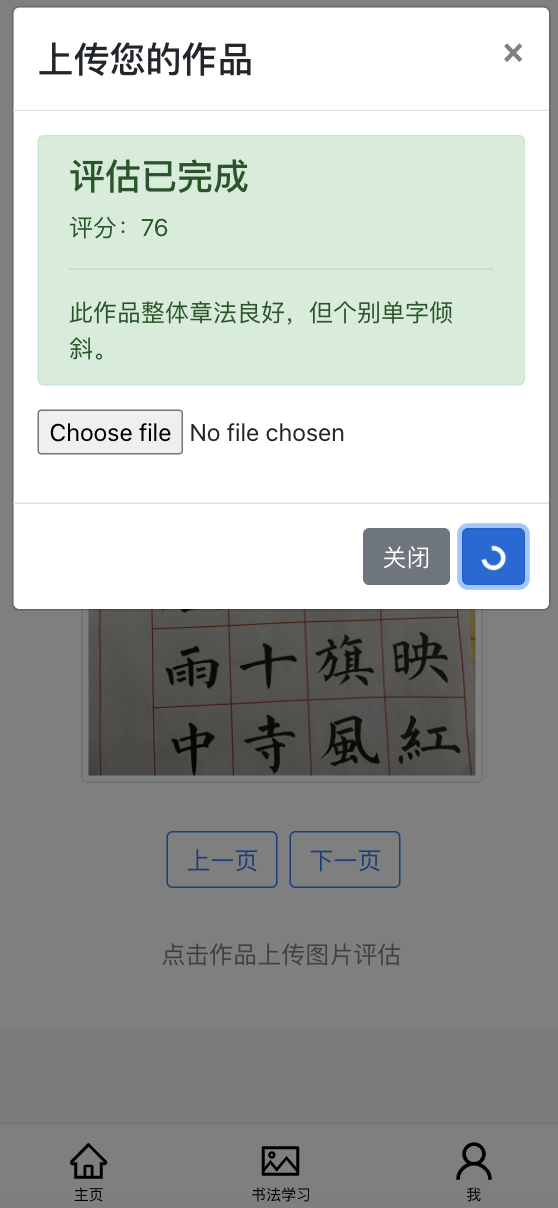 上传您的作品
×
评估已完成
评分：76
此作品整体章法良好，但个别单字倾
斜。
Choose file No file chosen
关闭
雨 十 旗 映
中 寺 風 紅
上一页 下一页
点击作品上传图片评估
主页 书法学习 我